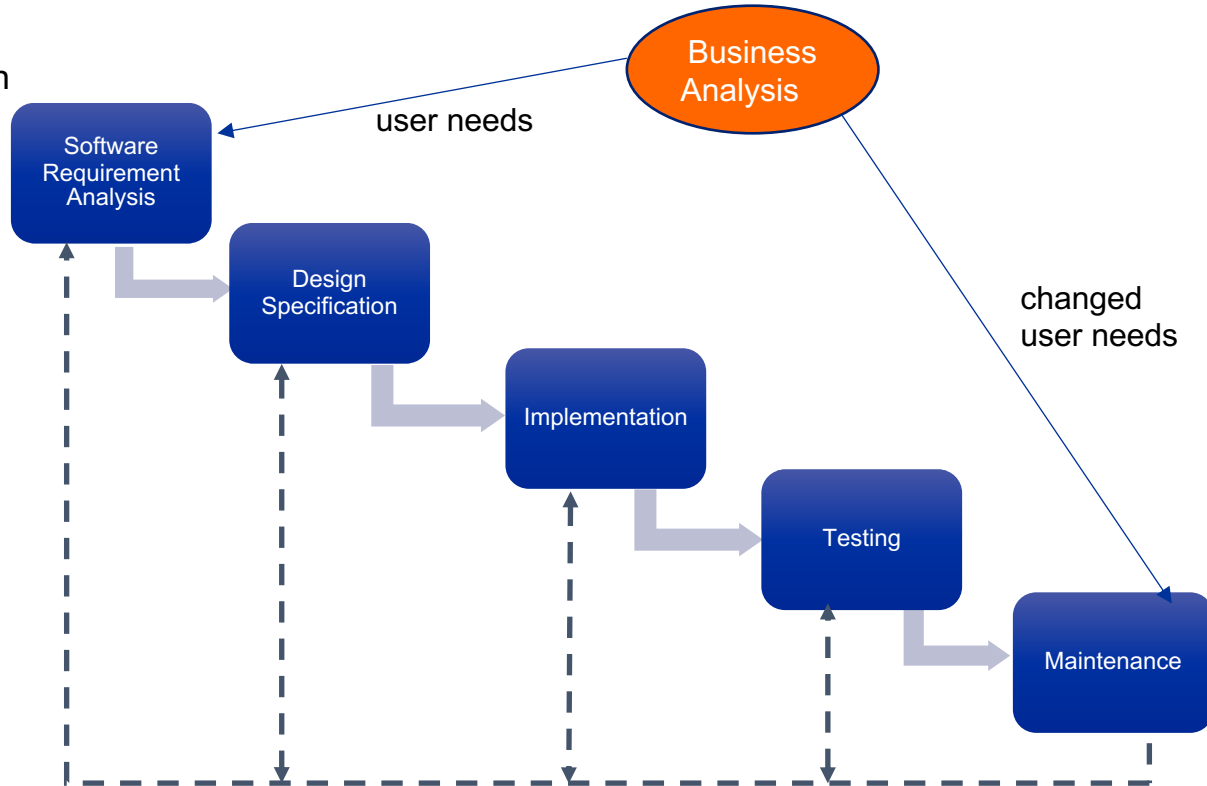 Business
Analysis
n
user needs
Software
Requirement
Analysis
Design
Specification
changed
user needs
Implementation
Testing
Maintenance